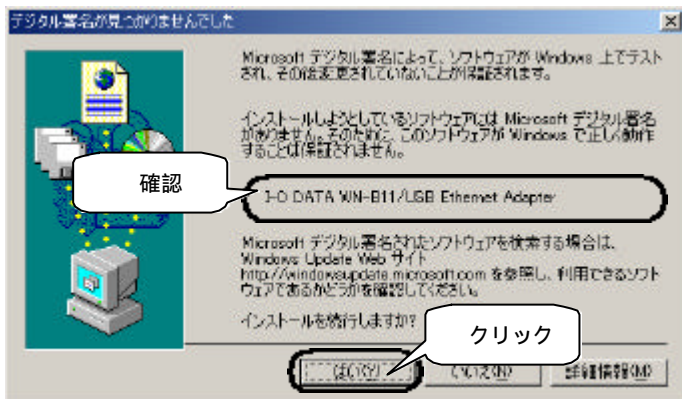 デジタル署名が見つかりませんでした
Microsoft デジタル署名によって、ソフトウェアが Windows 上でテスト
され、その後変更されていないことが保証されます。
インストールしようとしているソフトウェアには Microsoft デジタル署名
がありません。そのために、このソフトウェアが Windows で正しく動作
することは保証されません。
確認
I-O DATA WN-B11/USB Ethernet Adapter
Microsoft デジタル署名されたソフトウェアを検索する場合は、
Windows Update Web サイト
http://windowsupdate.microsoft.com を参照し、利用できるソフト
ウェアであるかどうかを確認してください。
インストールを続行しますか?
クリック
はい(Y)
いいえ(N)
詳細情報(M)